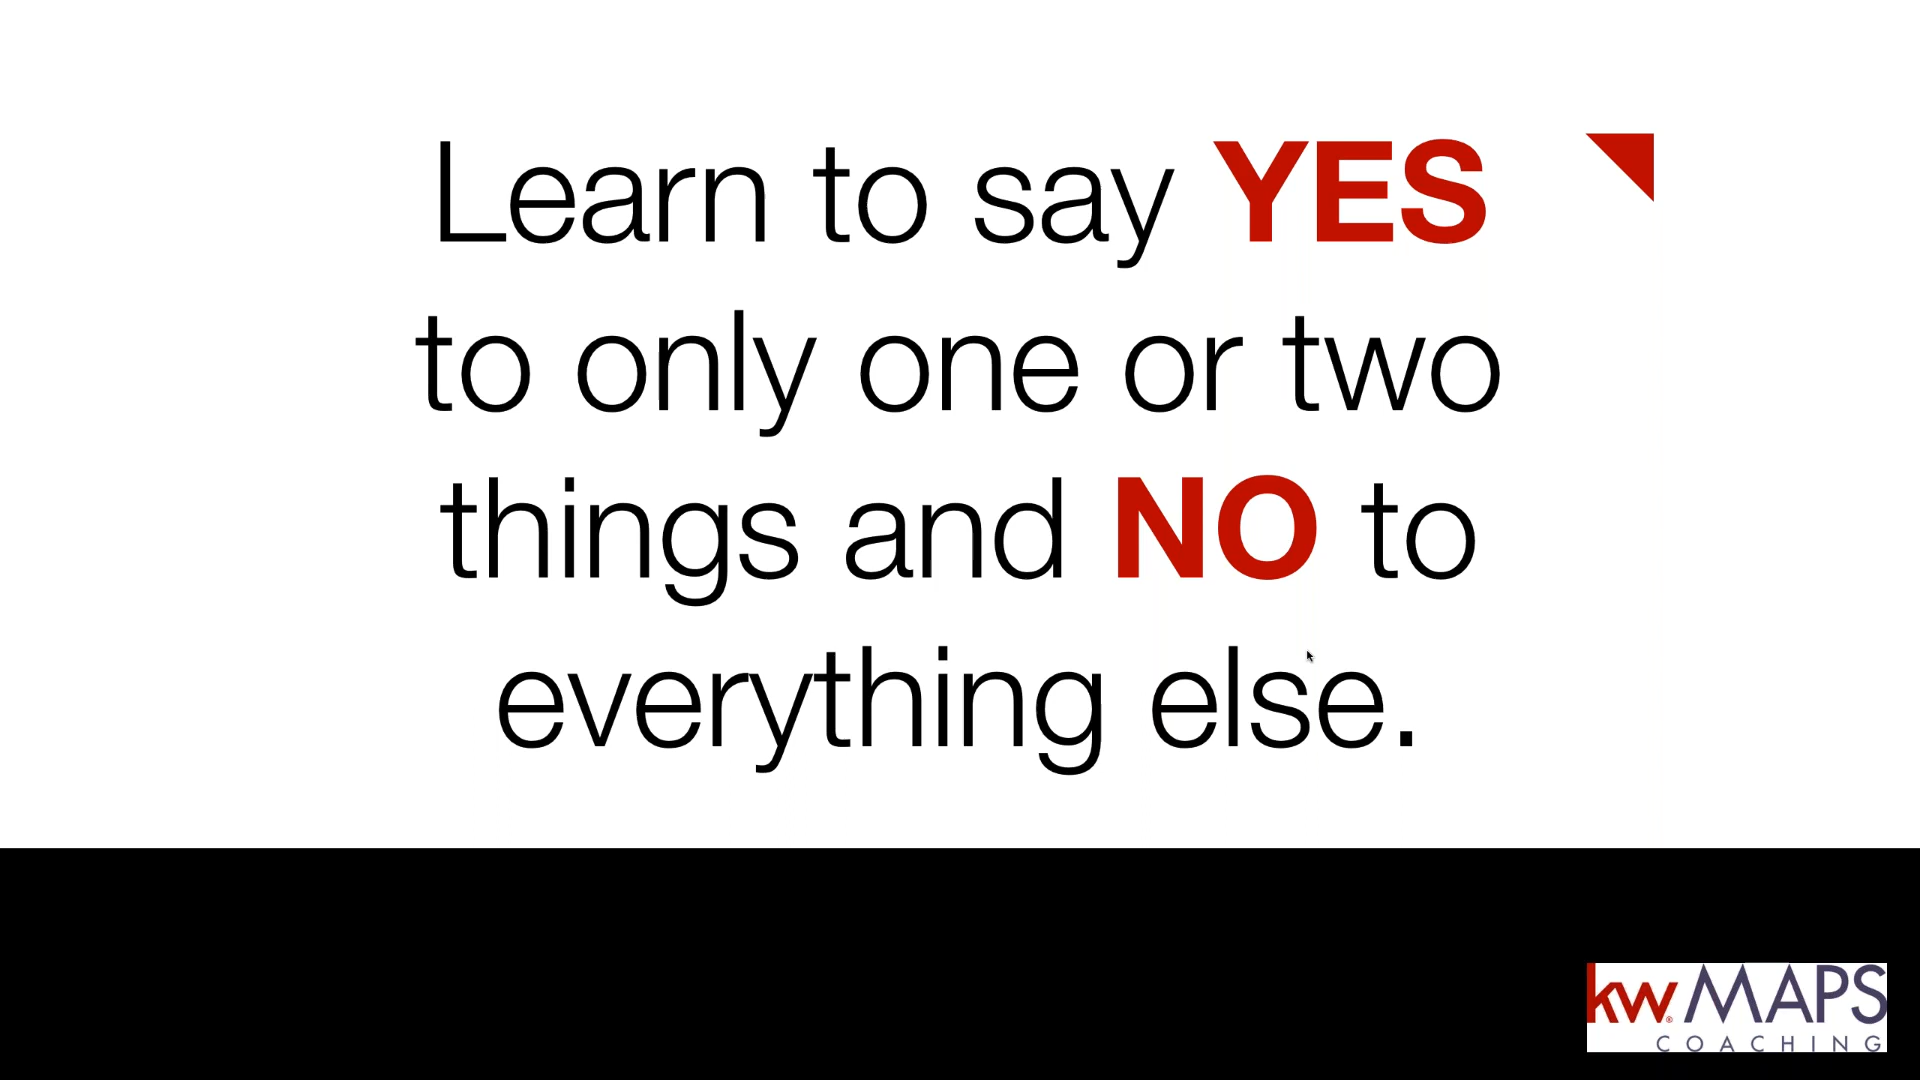 Learn to say YES
to only one or two
things and NO to
everything else.
kw® MAPS
COACHING